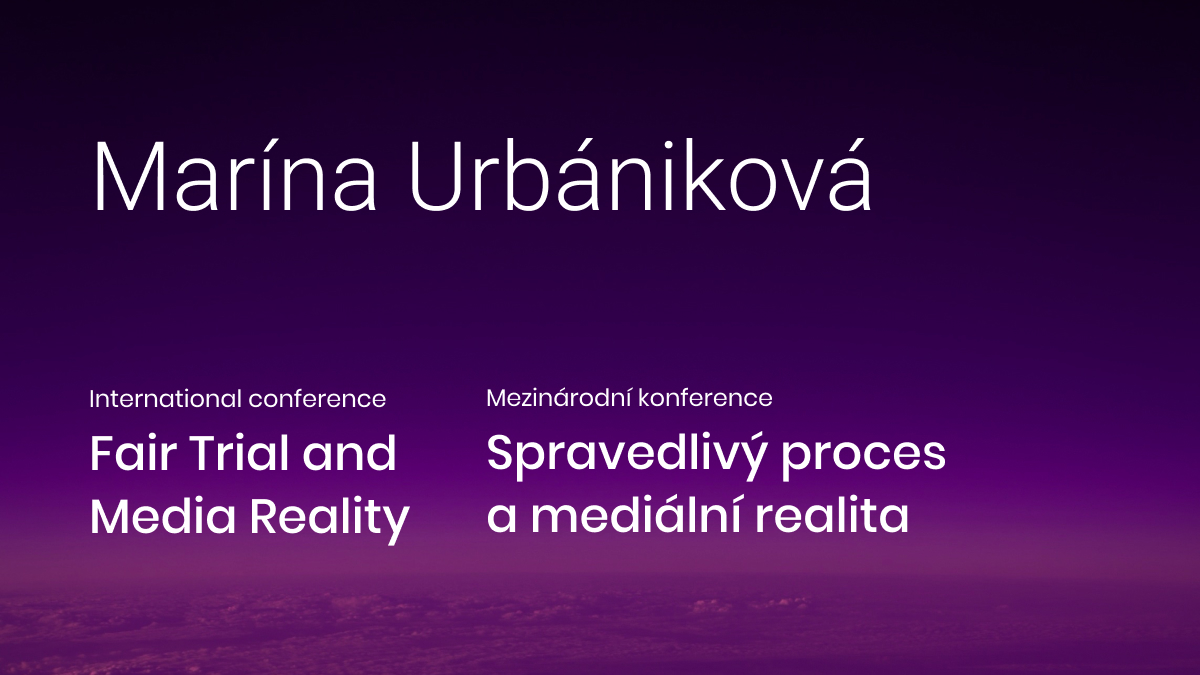 Marína Urbániková
International conference
Fair Trial and
Media Reality
Mezinárodní konference
Spravedlivý proces
a mediální realita